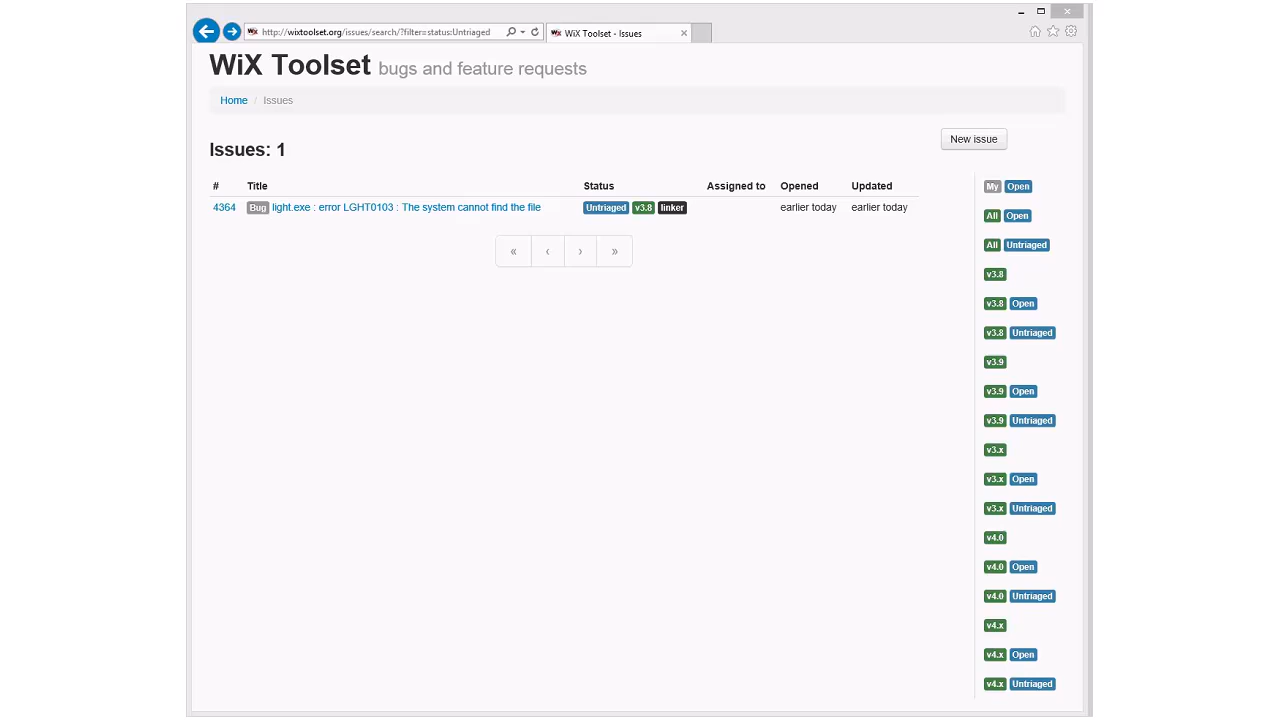 http://wixtoolset.org/issues/search/?filter=status:Untriaged
WiX Toolset - Issues
WiX Toolset bugs and feature requests
Home / Issues
Issues: 1
New issue
# Title Status Assigned to Opened Updated
4364 Bug light.exe : error LGHT0103 : The system cannot find the file Untriaged v3.8 linker earlier today earlier today
« ‹ › »
My Open
All Open
All Untriaged
v3.8
v3.8 Open
v3.8 Untriaged
v3.9
v3.9 Open
v3.9 Untriaged
v3.x
v3.x Open
v3.x Untriaged
v4.0
v4.0 Open
v4.0 Untriaged
v4.x
v4.x Open
v4.x Untriaged